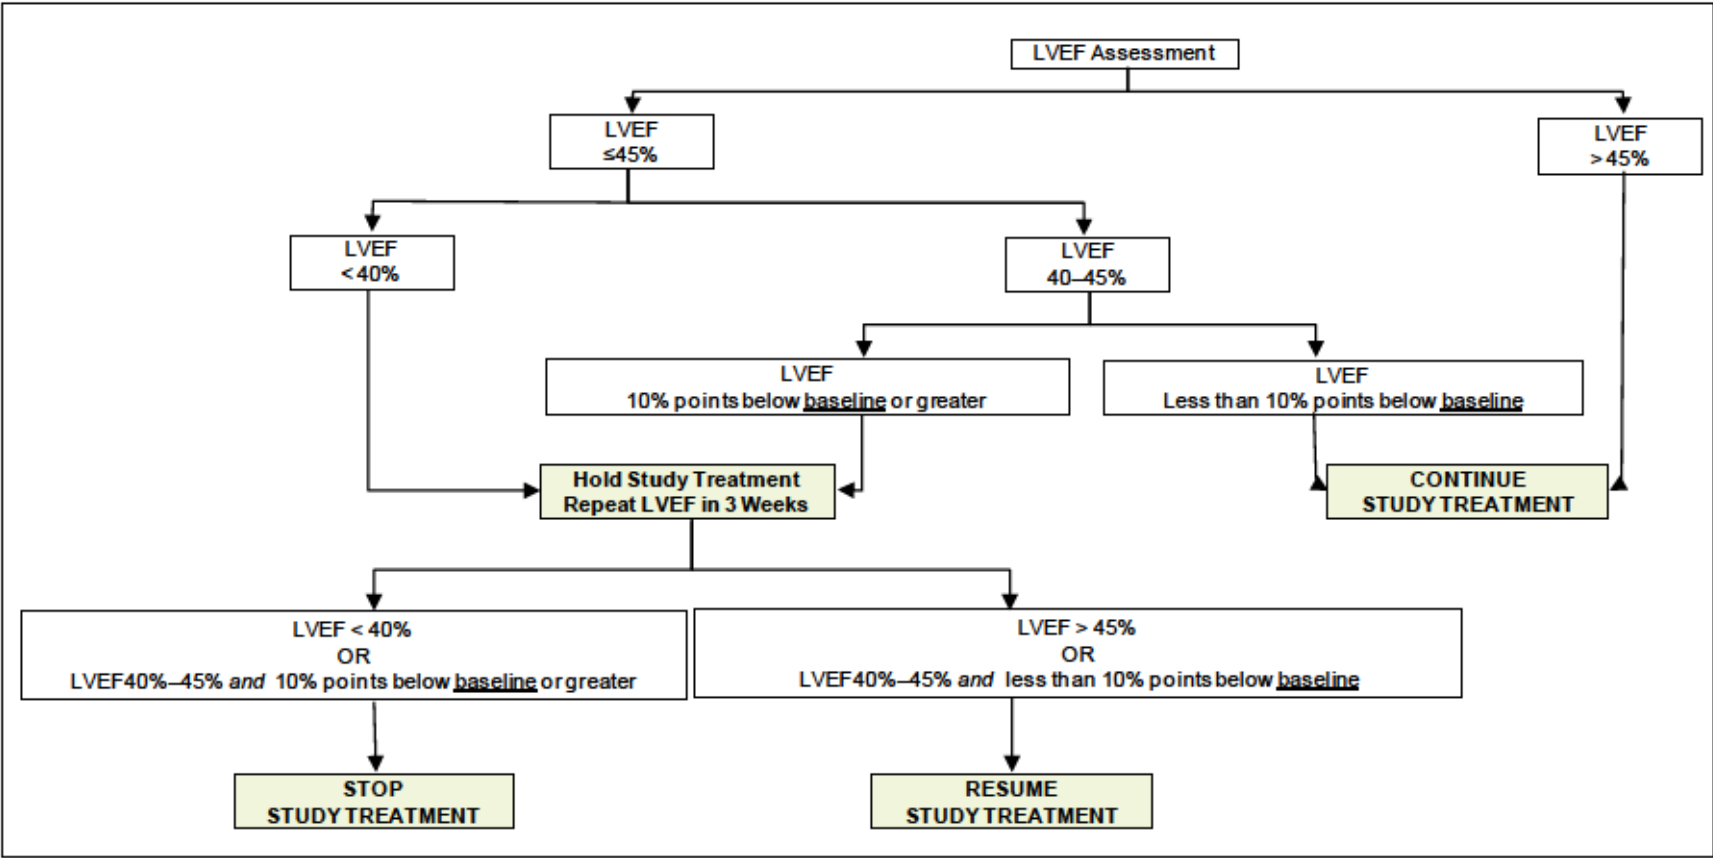 LVEF Assessment
LVEF
≤45%
LVEF
> 45%
LVEF
< 40%
LVEF
40–45%
LVEF
10% points below baseline or greater
LVEF
Less than 10% points below baseline
Hold Study Treatment
Repeat LVEF in 3 Weeks
CONTINUE
STUDY TREATMENT
LVEF < 40%
OR
LVEF40%–45% and 10% points below baseline or greater
LVEF > 45%
OR
LVEF40%–45% and less than 10% points below baseline
STOP
STUDY TREATMENT
RESUME
STUDY TREATMENT